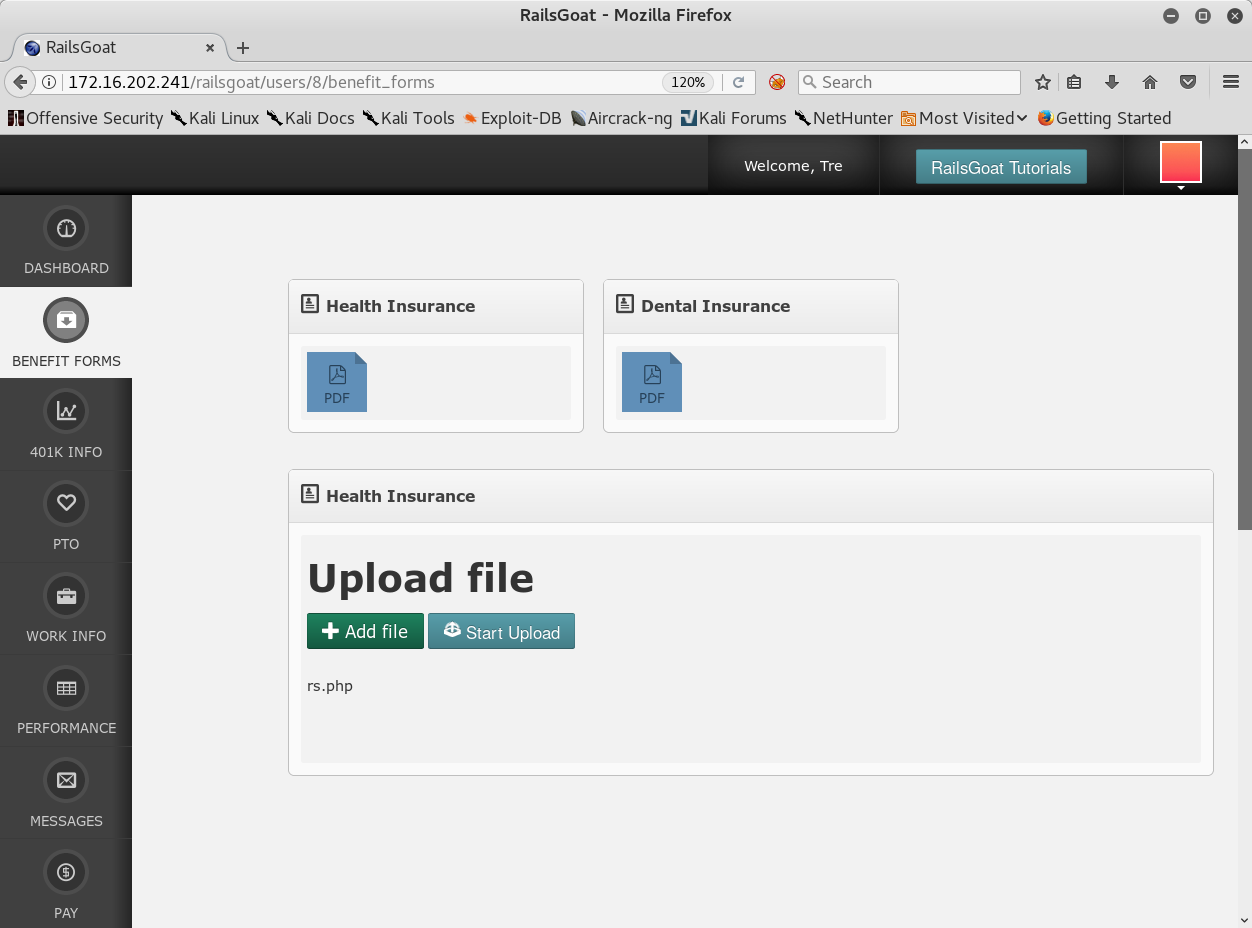 RailsGoat - Mozilla Firefox
RailsGoat
172.16.202.241/railsgoat/users/8/benefit_forms 120% Search
Offensive Security Kali Linux Kali Docs Kali Tools Exploit-DB Aircrack-ng Kali Forums NetHunter Most Visited Getting Started
Welcome, Tre RailsGoat Tutorials
DASHBOARD
BENEFIT FORMS
401K INFO
PTO
WORK INFO
PERFORMANCE
MESSAGES
PAY
Health Insurance
PDF
Dental Insurance
PDF
Health Insurance
Upload file
Add file Start Upload
rs.php